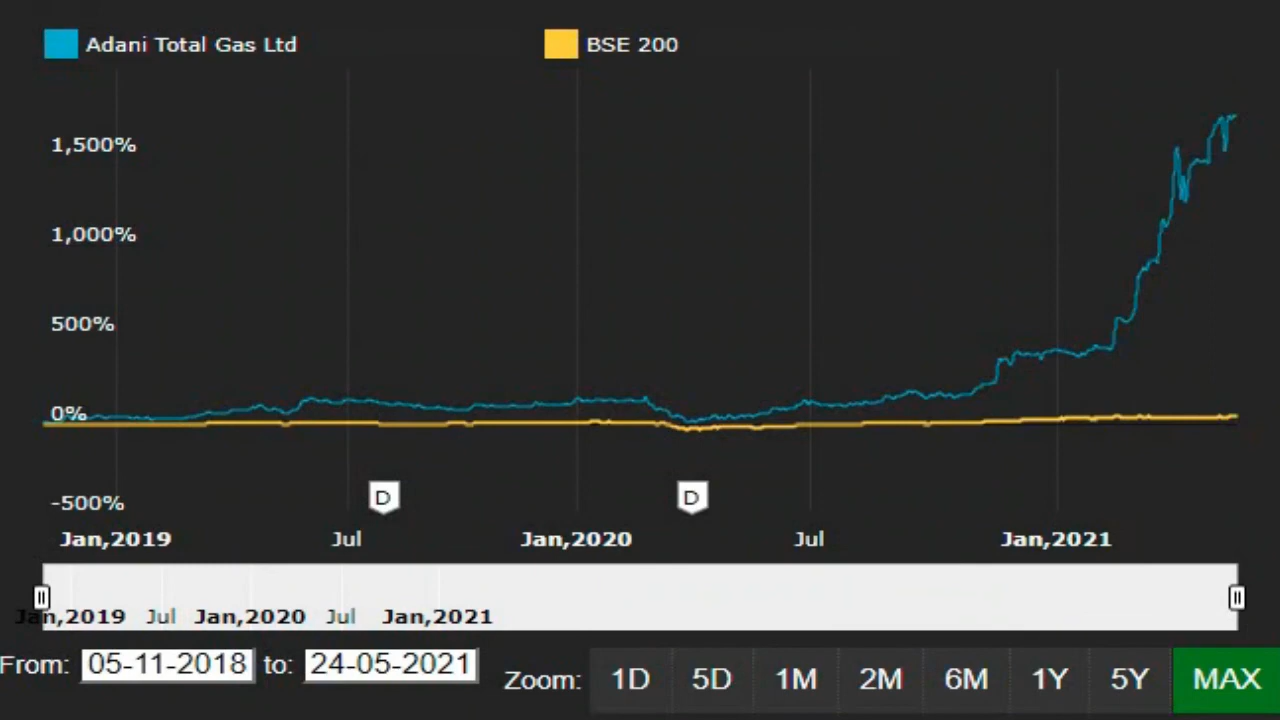 Adani Total Gas Ltd BSE 200
1,500%
1,000%
500%
0%
-500%
D D
Jan,2019 Jul Jan,2020 Jul Jan,2021
Jan,2019 Jul Jan,2020 Jul Jan,2021
From: 05-11-2018 to: 24-05-2021 Zoom: 1D 5D 1M 2M 6M 1Y 5Y MAX